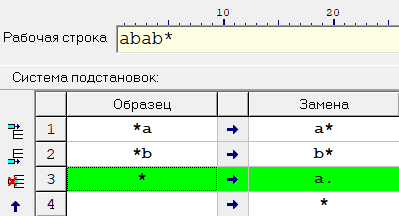 10 20
Рабочая строка abab*
Система подстановок:
Образец Замена
1 *a → a*
2 *b → b*
3 * → a.
4 → *